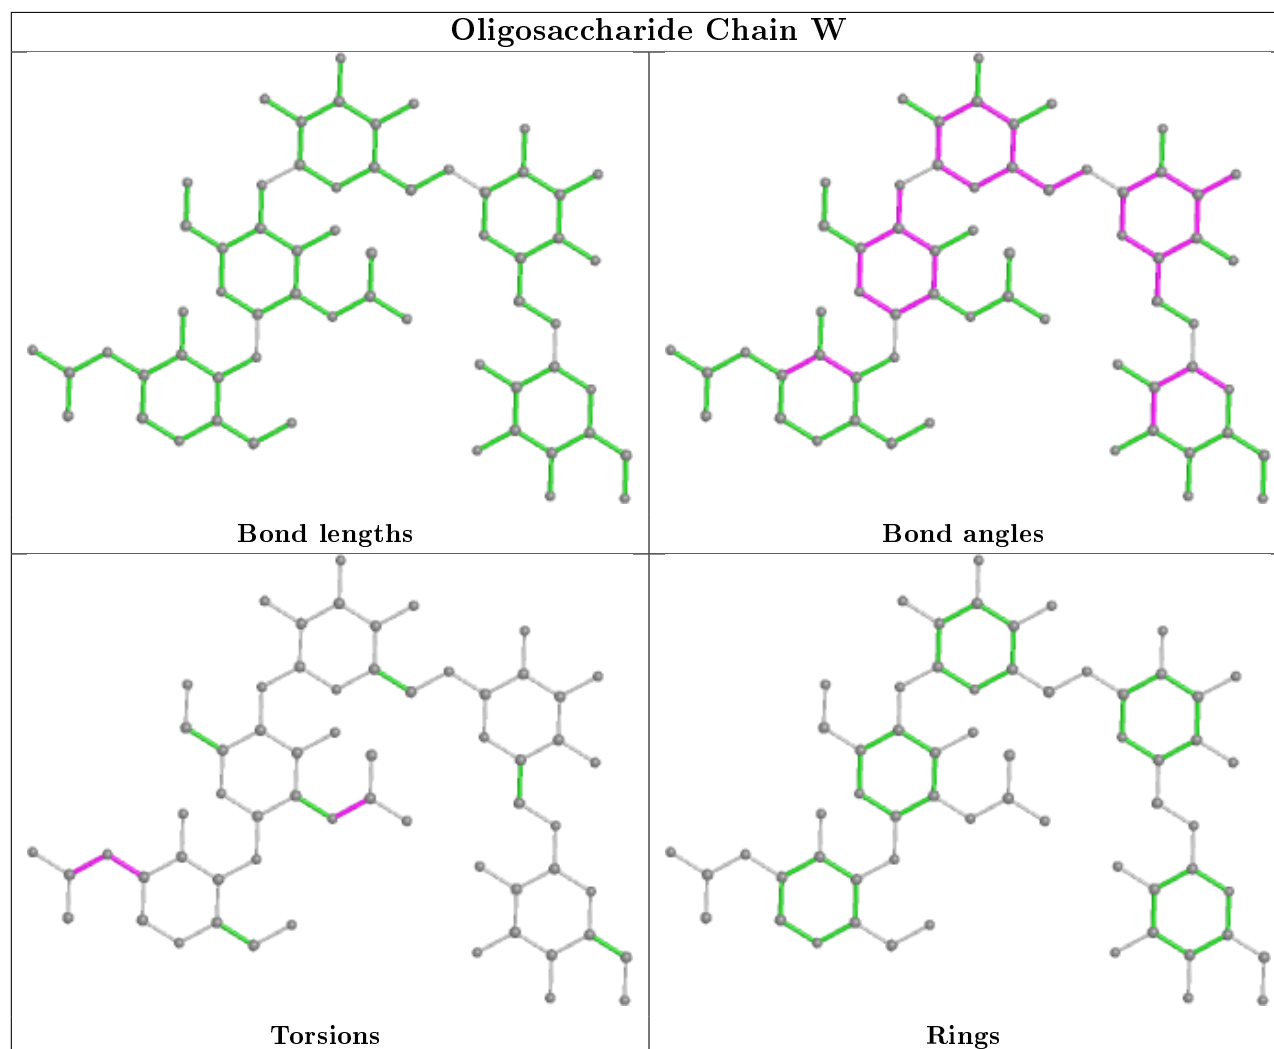 Oligosaccharide Chain W
Bond lengths
Bond angles
Torsions
Rings